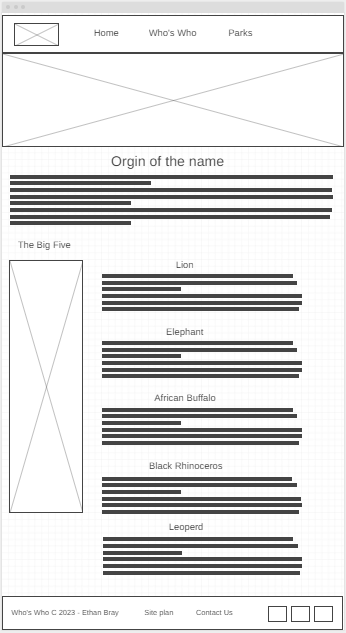 Home Who's Who Parks
Orgin of the name
The Big Five
Lion
Elephant
African Buffalo
Black Rhinoceros
Leoperd
Who's Who C 2023 - Ethan Bray Site plan Contact Us